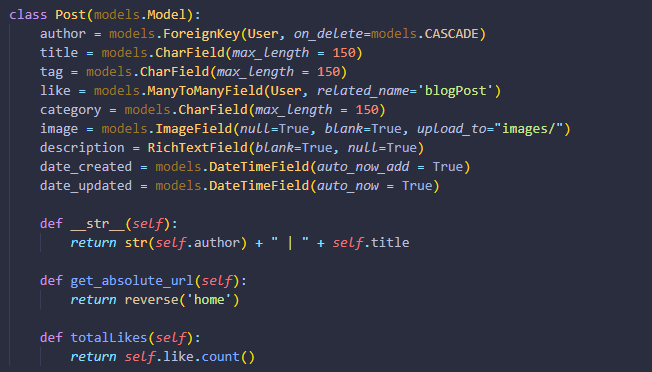 class Post(models.Model):
    author = models.ForeignKey(User, on_delete=models.CASCADE)
    title = models.CharField(max_length = 150)
    tag = models.CharField(max_length = 150)
    like = models.ManyToManyField(User, related_name='blogPost')
    category = models.CharField(max_length = 150)
    image = models.ImageField(null=True, blank=True, upload_to="images/")
    description = RichTextField(blank=True, null=True)
    date_created = models.DateTimeField(auto_now_add = True)
    date_updated = models.DateTimeField(auto_now = True)

    def __str__(self):
        return str(self.author) + " | " + self.title

    def get_absolute_url(self):
        return reverse('home')

    def totalLikes(self):
        return self.like.count()